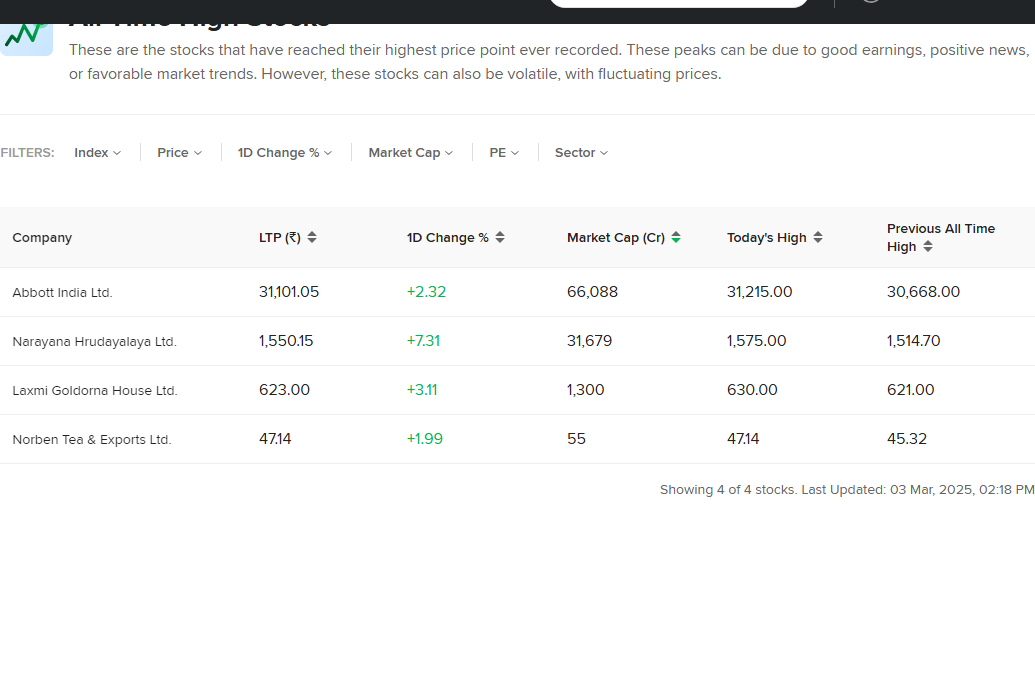 All Time High Stocks
These are the stocks that have reached their highest price point ever recorded. These peaks can be due to good earnings, positive news,
or favorable market trends. However, these stocks can also be volatile, with fluctuating prices.
FILTERS: Index Price 1D Change % Market Cap PE Sector
Company LTP (₹) 1D Change % Market Cap (Cr) Today's High Previous All Time High
Abbott India Ltd. 31,101.05 +2.32 66,088 31,215.00 30,668.00
Narayana Hrudayalaya Ltd. 1,550.15 +7.31 31,679 1,575.00 1,514.70
Laxmi Goldorna House Ltd. 623.00 +3.11 1,300 630.00 621.00
Norben Tea & Exports Ltd. 47.14 +1.99 55 47.14 45.32
Showing 4 of 4 stocks. Last Updated: 03 Mar, 2025, 02:18 PM